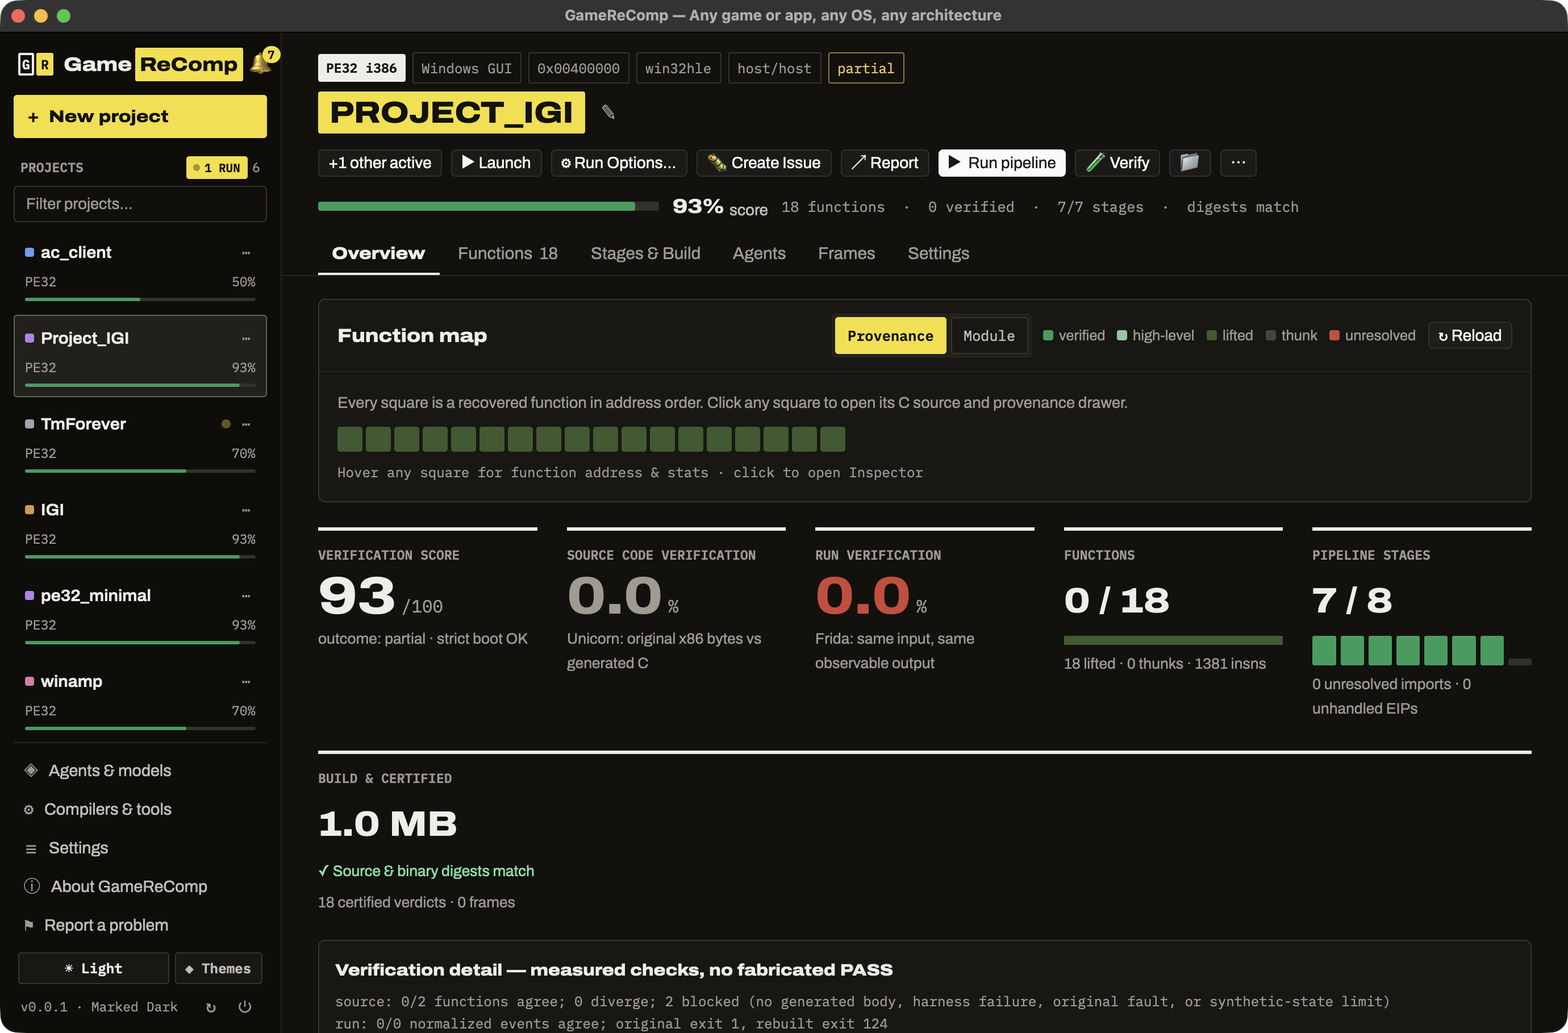 GameReComp — Any game or app, any OS, any architecture
GR Game ReComp 7
+ New project
PROJECTS 1 RUN 6
Filter projects...
ac_client ···
PE32 50%
Project_IGI ···
PE32 93%
TmForever ···
PE32 70%
IGI ···
PE32 93%
pe32_minimal ···
PE32 93%
winamp ···
PE32 70%
Agents & models
Compilers & tools
Settings
About GameReComp
Report a problem
Light Themes
v0.0.1 · Marked Dark
PE32 i386 Windows GUI 0x00400000 win32hle host/host partial
PROJECT_IGI
+1 other active Launch Run Options... Create Issue Report Run pipeline Verify ···
93% score 18 functions · 0 verified · 7/7 stages · digests match
Overview Functions 18 Stages & Build Agents Frames Settings
Function map Provenance Module verified high-level lifted thunk unresolved Reload
Every square is a recovered function in address order. Click any square to open its C source and provenance drawer.
Hover any square for function address & stats · click to open Inspector
VERIFICATION SCORE
93 /100
outcome: partial · strict boot OK
SOURCE CODE VERIFICATION
0.0 %
Unicorn: original x86 bytes vs
generated C
RUN VERIFICATION
0.0 %
Frida: same input, same
observable output
FUNCTIONS
0 / 18
18 lifted · 0 thunks · 1381 insns
PIPELINE STAGES
7 / 8
0 unresolved imports · 0
unhandled EIPs
BUILD & CERTIFIED
1.0 MB
✓ Source & binary digests match
18 certified verdicts · 0 frames
Verification detail — measured checks, no fabricated PASS
source: 0/2 functions agree; 0 diverge; 2 blocked (no generated body, harness failure, original fault, or synthetic-state limit)
run: 0/0 normalized events agree; original exit 1, rebuilt exit 124